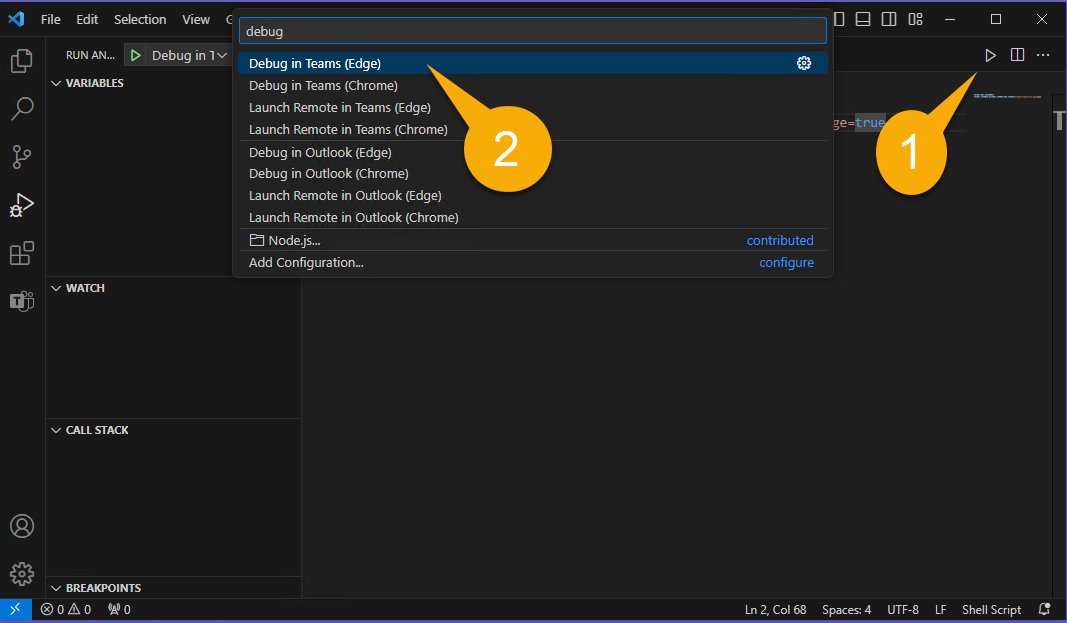 File Edit Selection View G
debug
RUN AN... Debug in T
Debug in Teams (Edge)
Debug in Teams (Chrome)
Launch Remote in Teams (Edge)
Launch Remote in Teams (Chrome)
Debug in Outlook (Edge)
Debug in Outlook (Chrome)
Launch Remote in Outlook (Edge)
Launch Remote in Outlook (Chrome)
Node.js... contributed
Add Configuration... configure
2
1
ge=true
VARIABLES
WATCH
CALL STACK
BREAKPOINTS
0 0 0 Ln 2, Col 68 Spaces: 4 UTF-8 LF Shell Script